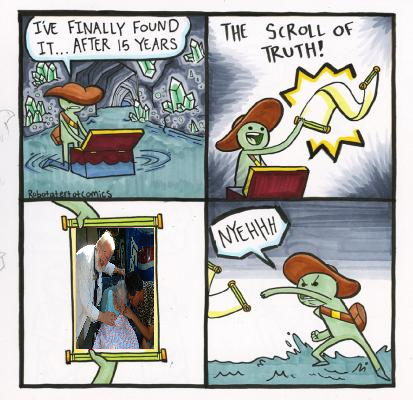 I'VE FINALLY FOUND
IT... AFTER 15 YEARS
THE SCROLL OF
TRUTH!
Robotatertotcomics
NYEHHH